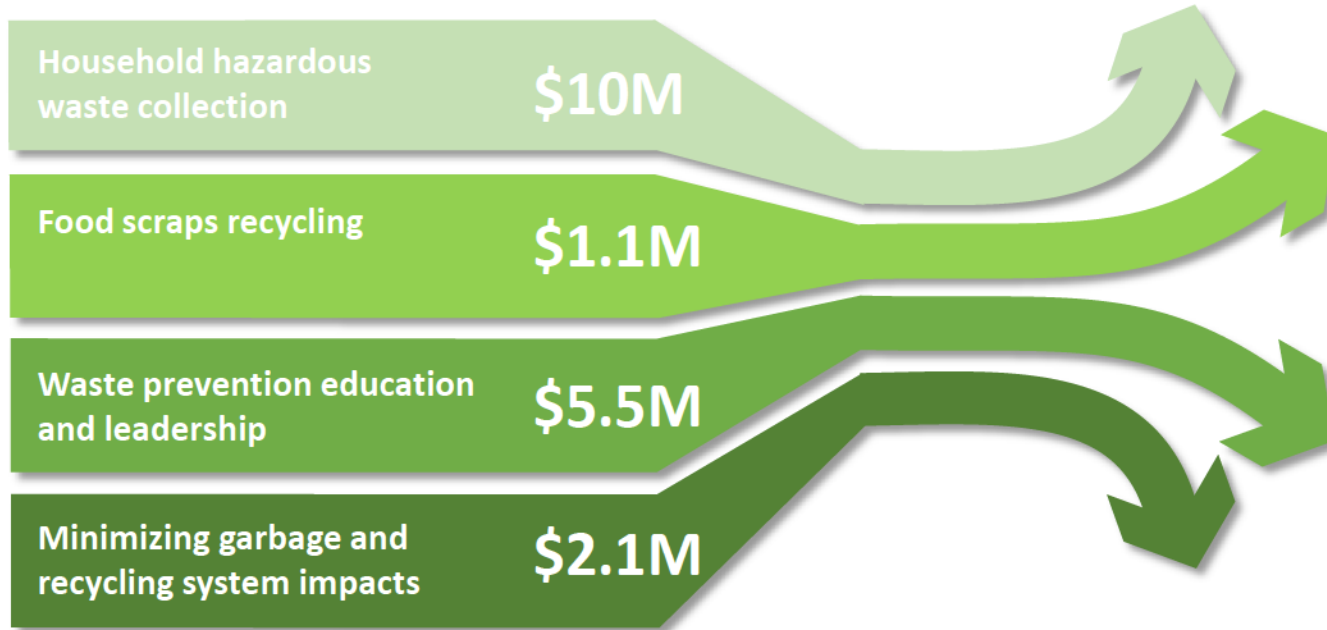 Household hazardous
waste collection
$10M
Food scraps recycling
$1.1M
Waste prevention education
and leadership
$5.5M
Minimizing garbage and
recycling system impacts
$2.1M